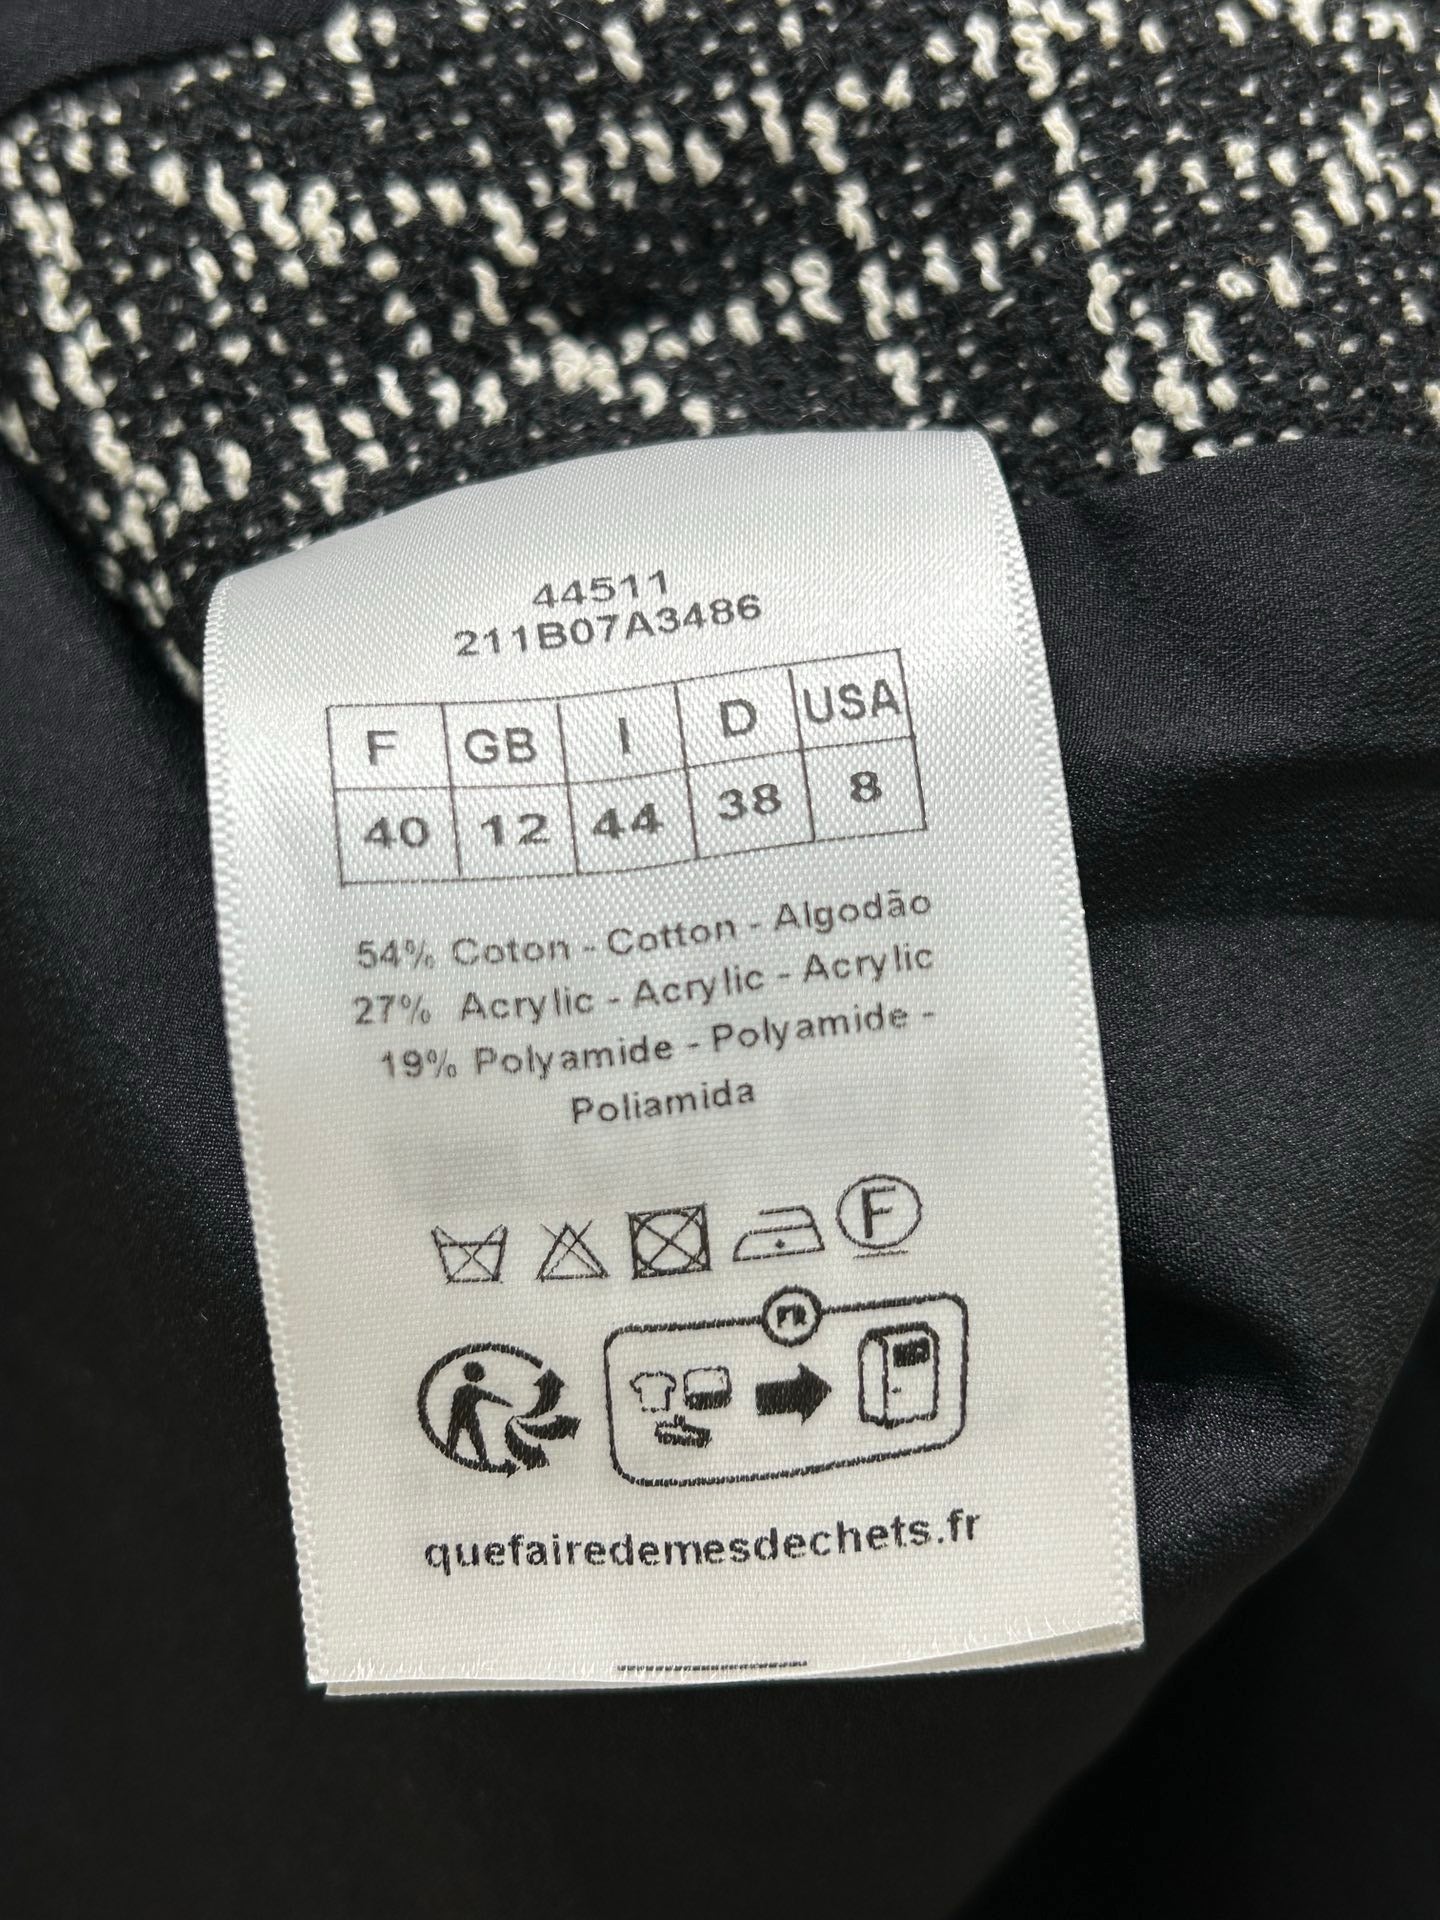 44511
211B07A3486
F GB I D USA
40 12 44 38 8
54% Coton - Cotton - Algodão
27% Acrylic - Acrylic - Acrylic
19% Polyamide - Polyamide -
Poliamida
F
FR
quefairedemesdechets.fr